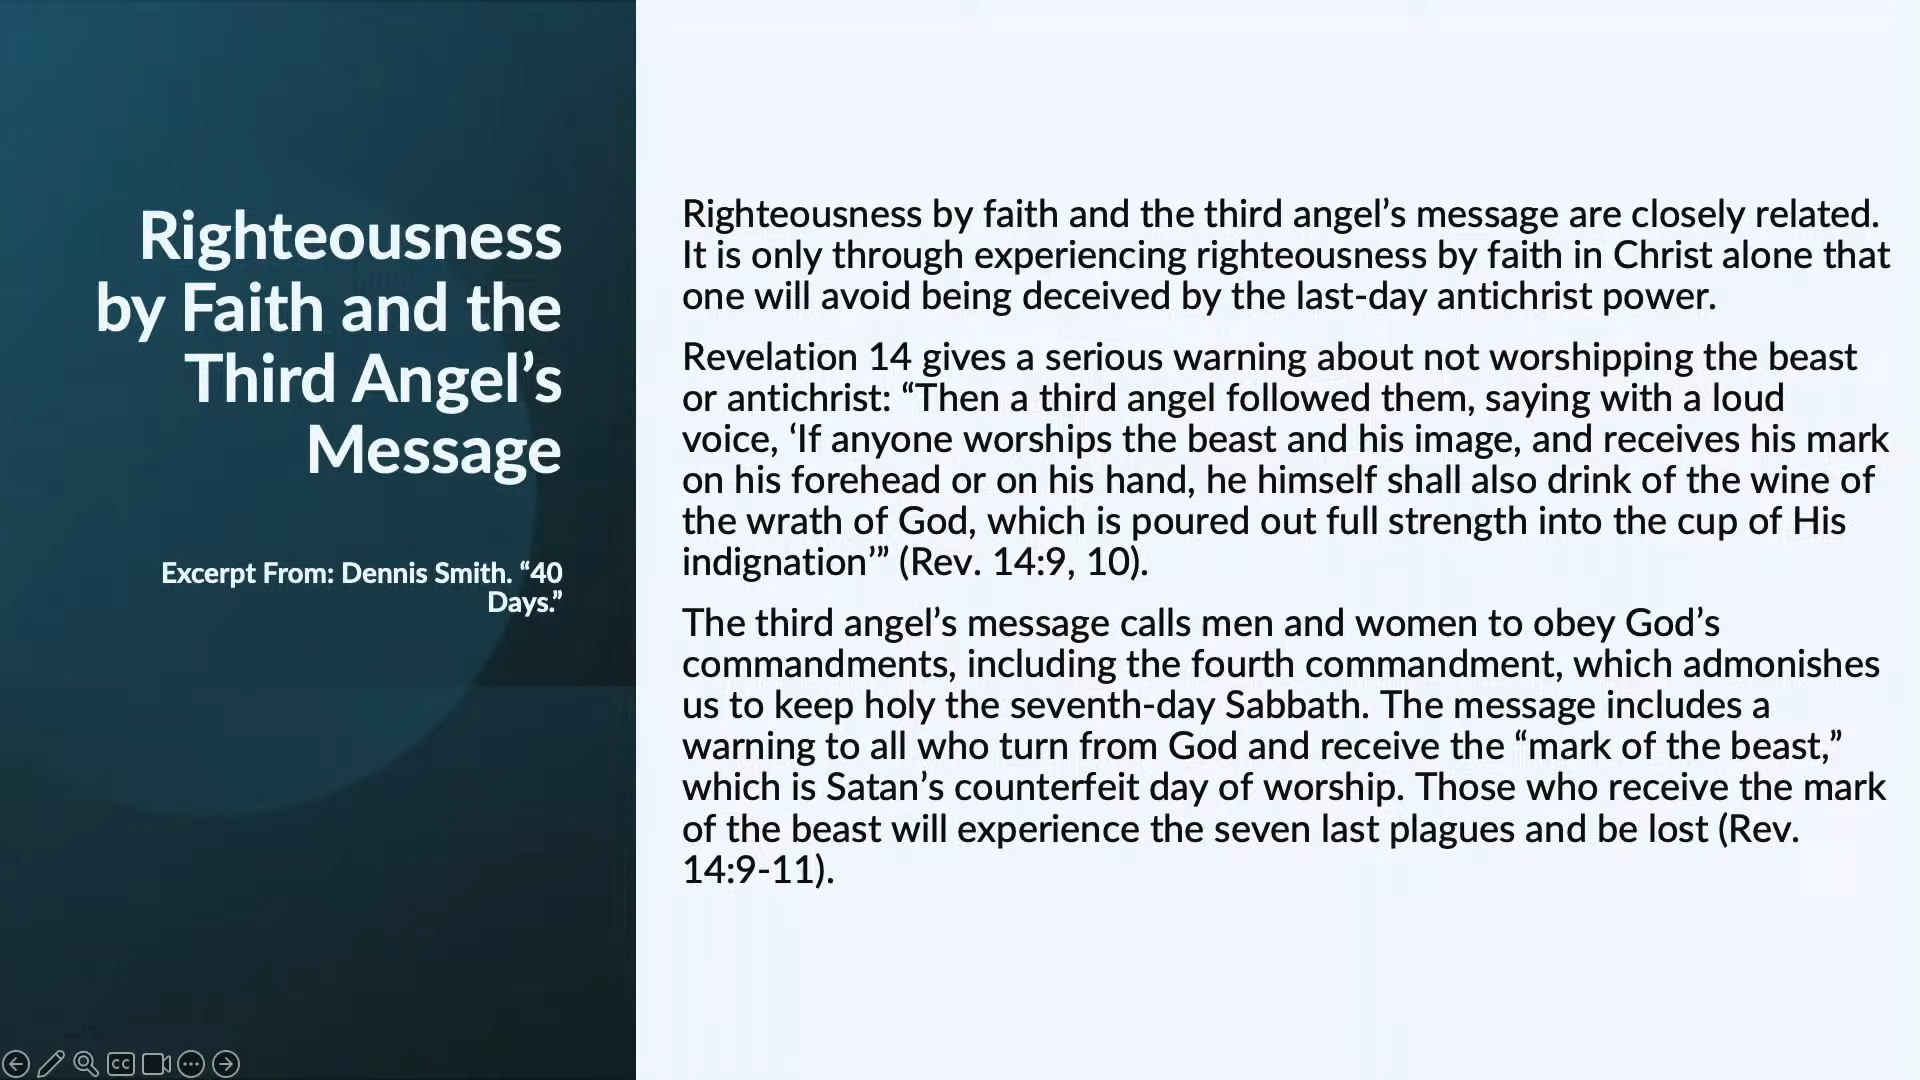 Righteousness
by Faith and the
Third Angel’s
Message
Excerpt From: Dennis Smith. “40
Days.”
Righteousness by faith and the third angel’s message are closely related.
It is only through experiencing righteousness by faith in Christ alone that
one will avoid being deceived by the last-day antichrist power.
Revelation 14 gives a serious warning about not worshipping the beast
or antichrist: “Then a third angel followed them, saying with a loud
voice, ‘If anyone worships the beast and his image, and receives his mark
on his forehead or on his hand, he himself shall also drink of the wine of
the wrath of God, which is poured out full strength into the cup of His
indignation’” (Rev. 14:9, 10).
The third angel’s message calls men and women to obey God’s
commandments, including the fourth commandment, which admonishes
us to keep holy the seventh-day Sabbath. The message includes a
warning to all who turn from God and receive the “mark of the beast,”
which is Satan’s counterfeit day of worship. Those who receive the mark
of the beast will experience the seven last plagues and be lost (Rev.
14:9-11).
CC